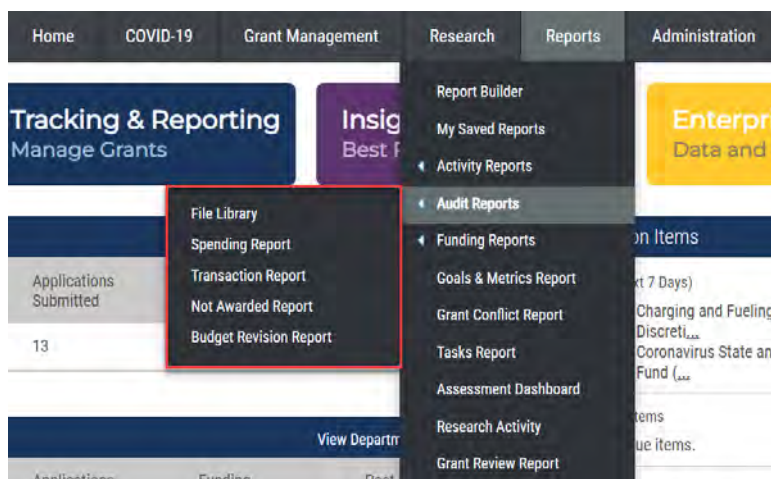 Home COVID-19 Grant Management Research Reports Administration
Tracking & Reporting
Manage Grants
Insig
Best
Enterpr
Data and
Report Builder
My Saved Reports
Activity Reports
Audit Reports
Funding Reports
Goals & Metrics Report
Grant Conflict Report
Tasks Report
Assessment Dashboard
Research Activity
Grant Review Report
File Library
Spending Report
Transaction Report
Not Awarded Report
Budget Revision Report
Applications
Submitted
13
View Departm
Applications Funding
on Items
xt 7 Days)
Charging and Fueling
Discreti...
Coronavirus State an
Fund (...
tems
ue items.